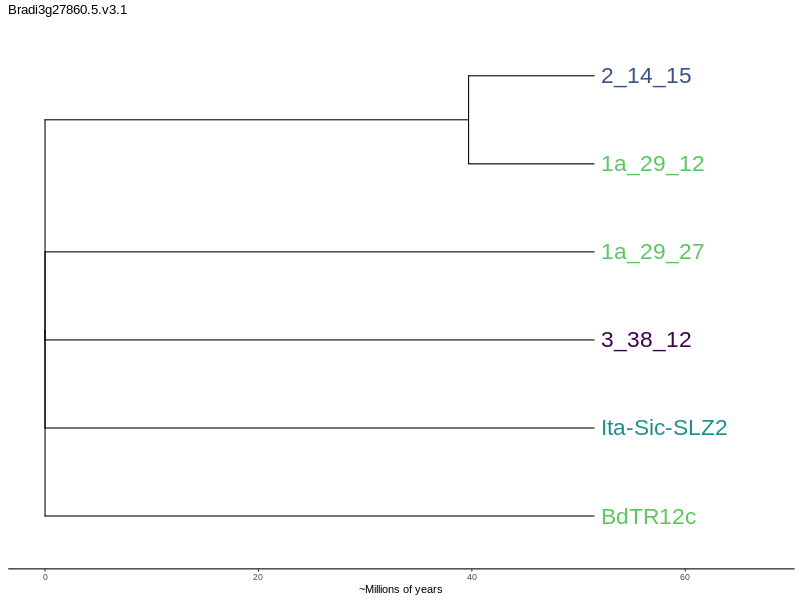 Bradi3g27860.5.v3.1
2_14_15
1a_29_12
1a_29_27
3_38_12
Ita-Sic-SLZ2
BdTR12c
0 20 40 60
~Millions of years